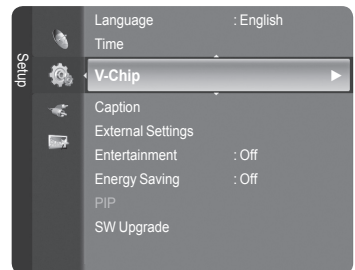 Setup
Language : English
Time
V-Chip
Caption
External Settings
Entertainment : Off
Energy Saving : Off
PIP
SW Upgrade